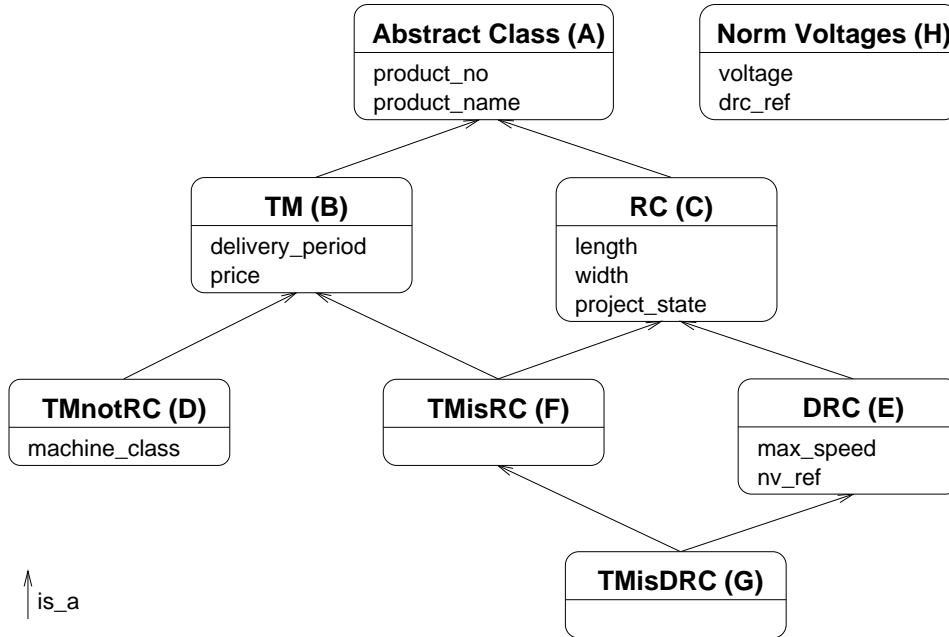 Abstract Class (A)
product_no
product_name
Norm Voltages (H)
voltage
drc_ref
TM (B)
delivery_period
price
RC (C)
length
width
project_state
TMnotRC (D)
machine_class
TMisRC (F)
DRC (E)
max_speed
nv_ref
TMisDRC (G)
is_a